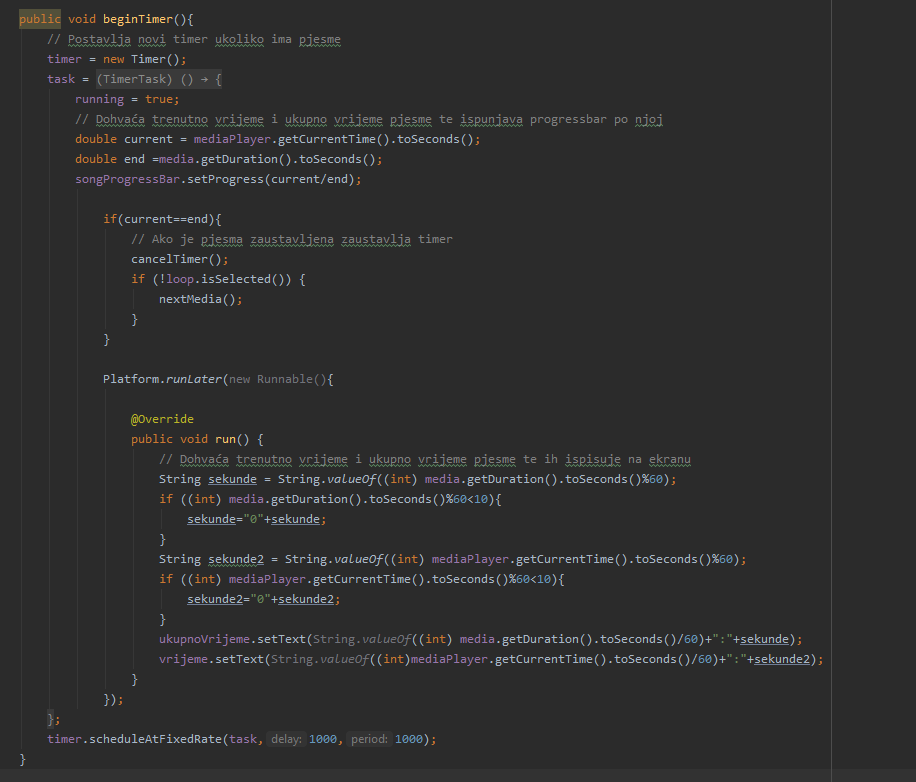 public void beginTimer(){
// Postavlja novi timer ukoliko ima pjesme
timer = new Timer();
task = (TimerTask) () → {
running = true;
// Dohvaća trenutno vrijeme i ukupno vrijeme pjesme te ispunjava progressbar po njoj
double current = mediaPlayer.getCurrentTime().toSeconds();
double end =media.getDuration().toSeconds();
songProgressBar.setProgress(current/end);
if(current==end){
// Ako je pjesma zaustavljena zaustavlja timer
cancelTimer();
if (!loop.isSelected()) {
nextMedia();
}
}
Platform.runLater(new Runnable(){
@Override
public void run() {
// Dohvaća trenutno vrijeme i ukupno vrijeme pjesme te ih ispisuje na ekranu
String sekunde = String.valueOf((int) media.getDuration().toSeconds()%60);
if ((int) media.getDuration().toSeconds()%60<10){
sekunde="0"+sekunde;
}
String sekunde2 = String.valueOf((int) mediaPlayer.getCurrentTime().toSeconds()%60);
if ((int) mediaPlayer.getCurrentTime().toSeconds()%60<10){
sekunde2="0"+sekunde2;
}
ukupnoVrijeme.setText(String.valueOf((int) media.getDuration().toSeconds()/60)+":"+sekunde);
vrijeme.setText(String.valueOf((int)mediaPlayer.getCurrentTime().toSeconds()/60)+":"+sekunde2);
}
});
};
timer.scheduleAtFixedRate(task, delay: 1000, period: 1000);
}